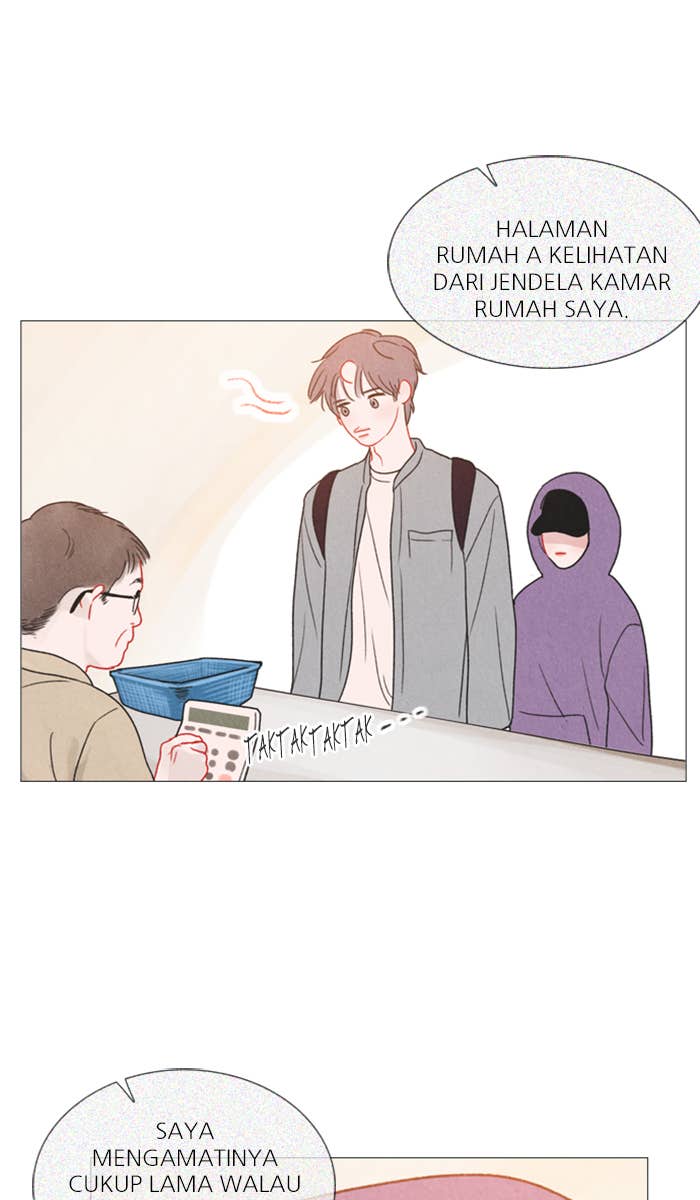 HALAMAN
RUMAH A KELIHATAN
DARI JENDELA KAMAR
RUMAH SAYA.
TAKTAKTAKTAK---
SAYA
MENGAMATINYA
CUKUP LAMA WALAU